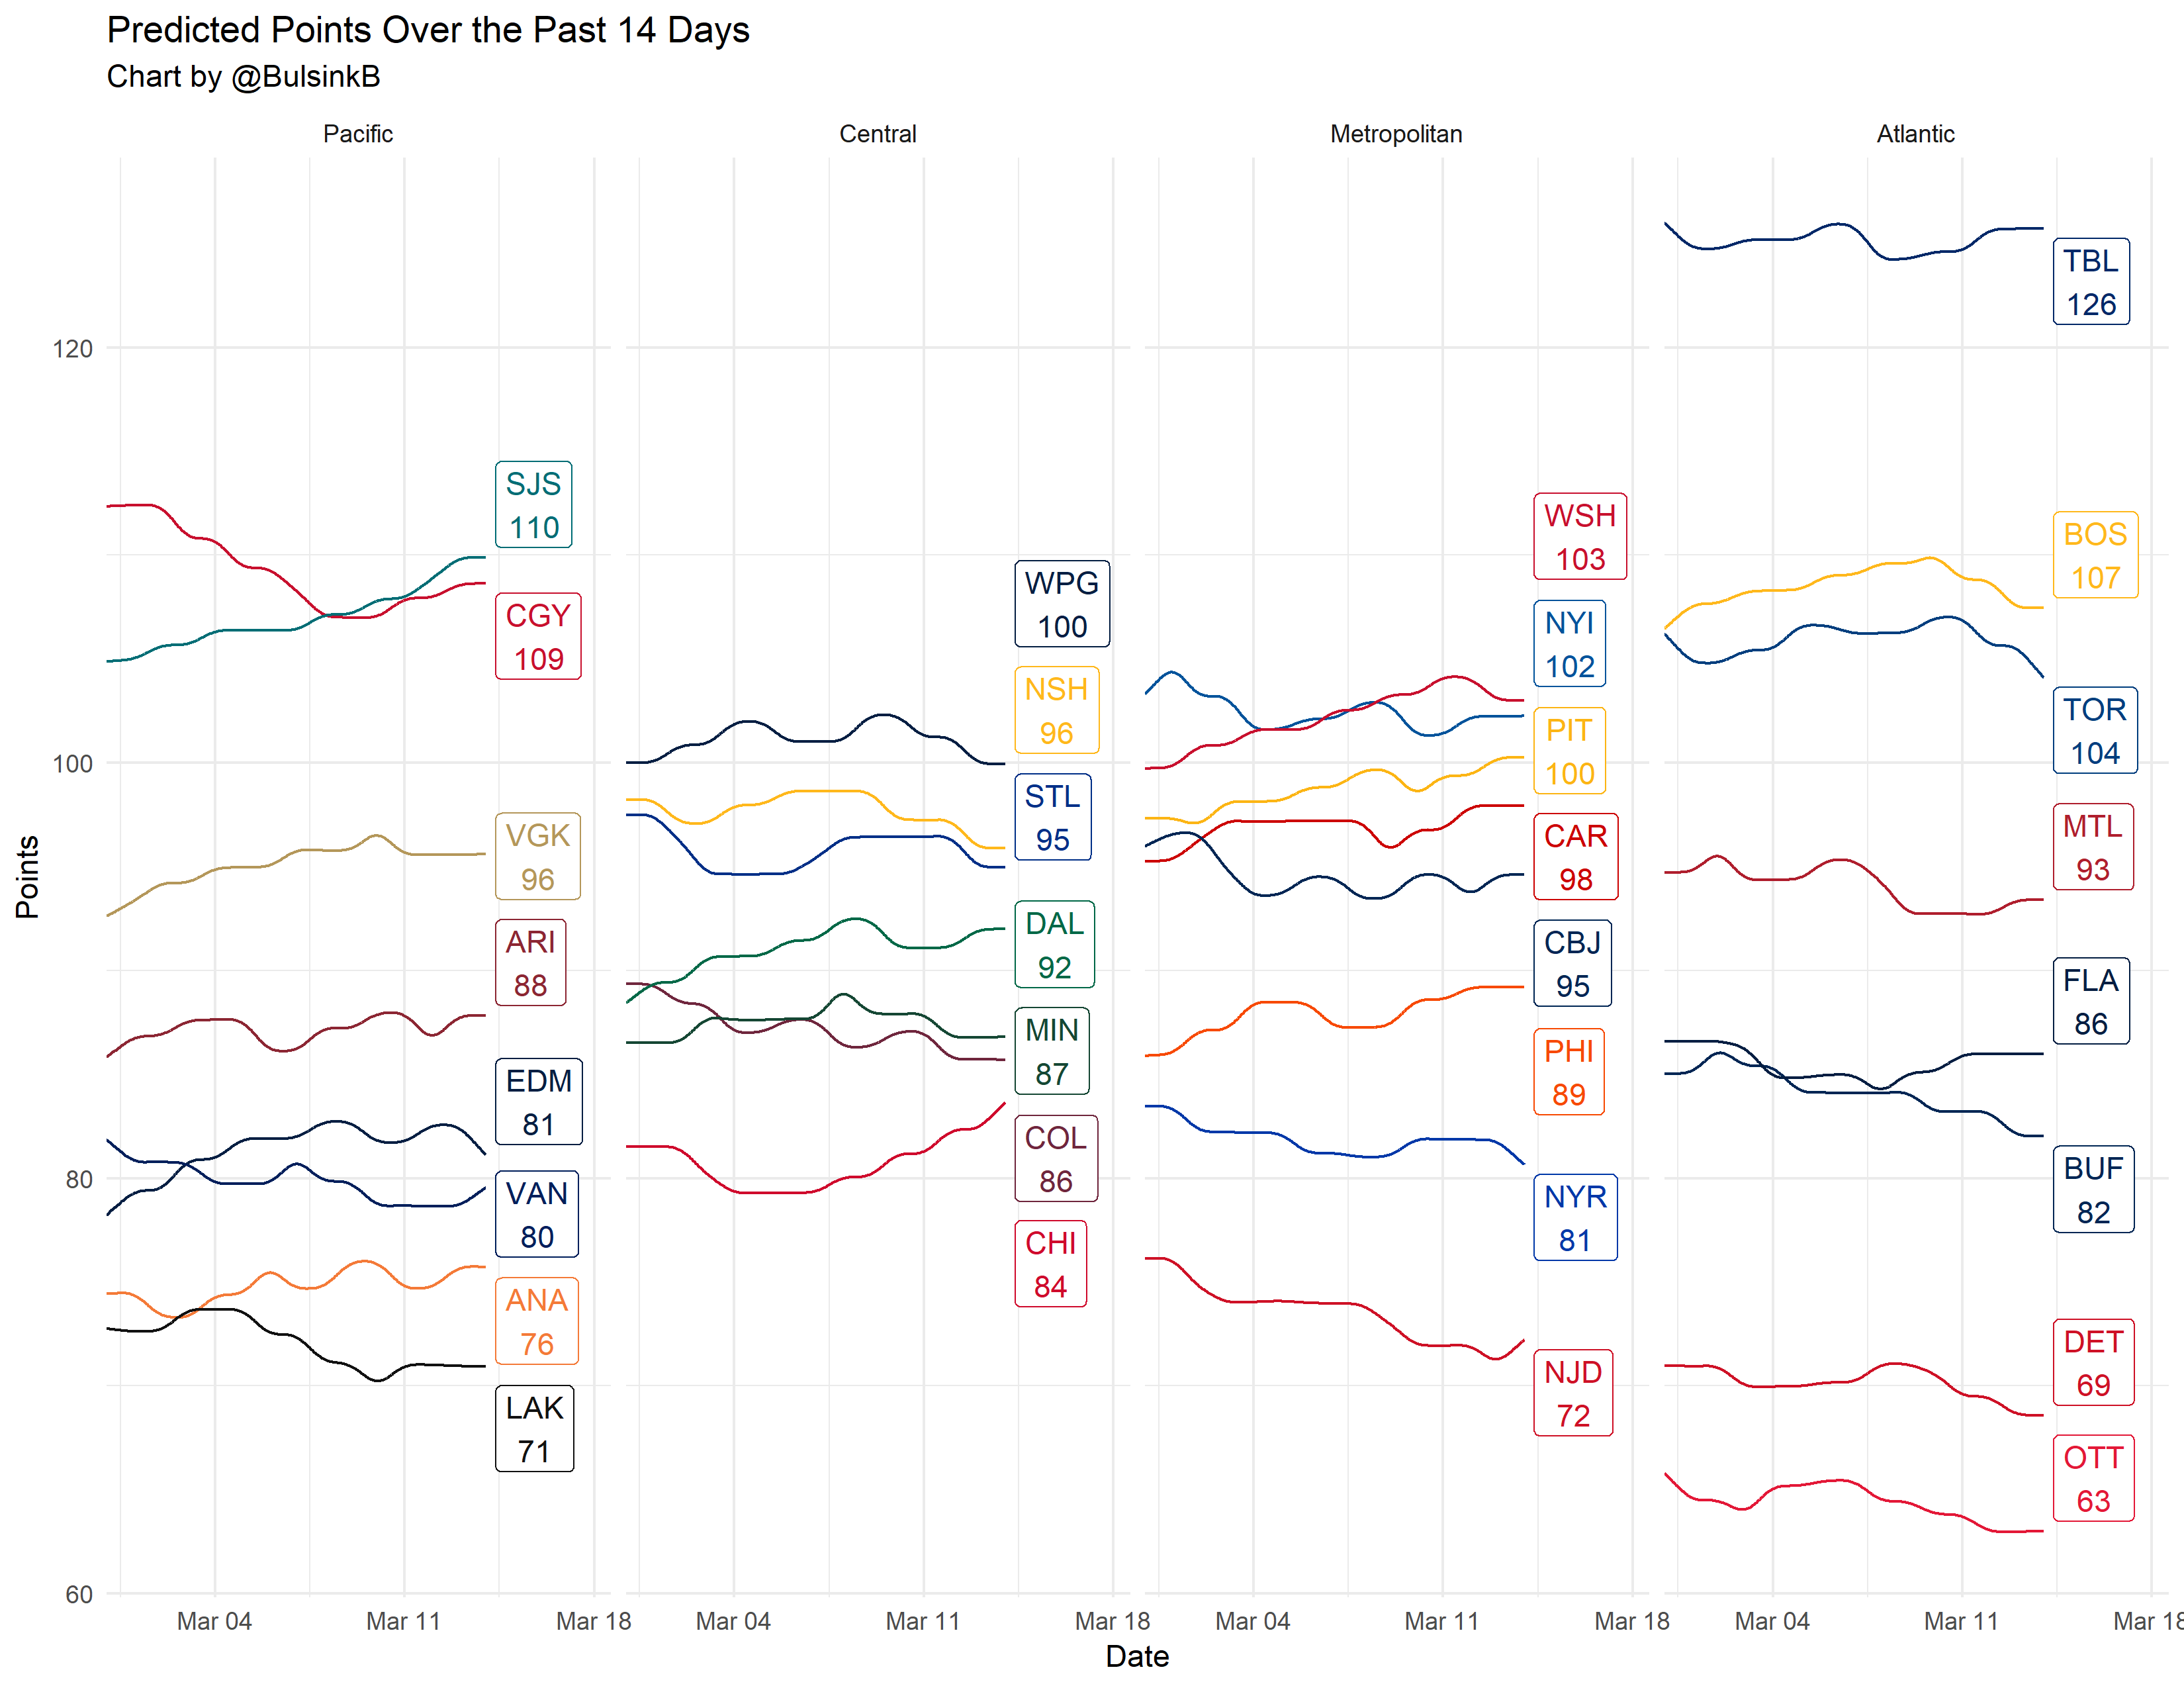 Predicted Points Over the Past 14 Days
Chart by @BulsinkB
Pacific
Central
Metropolitan
Atlantic
Points
120
100
80
60
SJS
110
CGY
109
VGK
96
ARI
88
EDM
81
VAN
80
ANA
76
LAK
71
WPG
100
NSH
96
STL
95
DAL
92
MIN
87
COL
86
CHI
84
WSH
103
NYI
102
PIT
100
CAR
98
CBJ
95
PHI
89
NYR
81
NJD
72
TBL
126
BOS
107
TOR
104
MTL
93
FLA
86
BUF
82
DET
69
OTT
63
Mar 04 Mar 11 Mar 18
Mar 04 Mar 11 Mar 18
Mar 04 Mar 11 Mar 18
Mar 04 Mar 11 Mar 18
Date